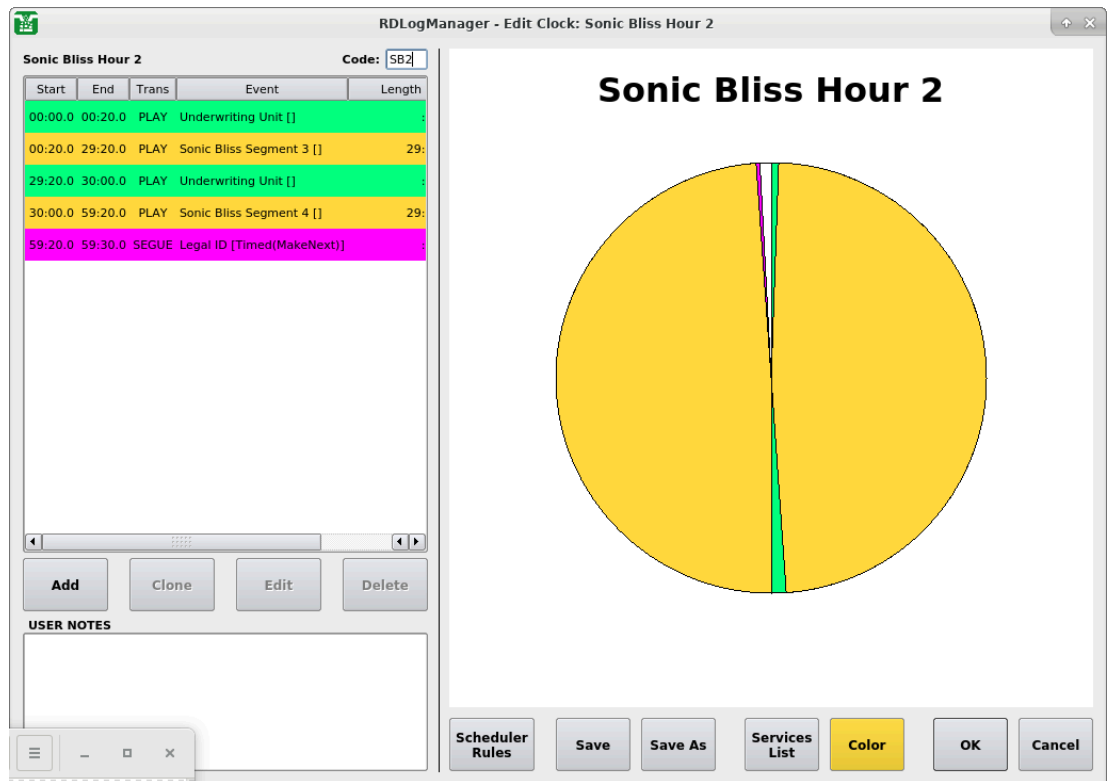 RDLogManager - Edit Clock: Sonic Bliss Hour 2
Sonic Bliss Hour 2 Code: SB2
Start End Trans Event Length
00:00.0 00:20.0 PLAY Underwriting Unit [] :
00:20.0 29:20.0 PLAY Sonic Bliss Segment 3 [] 29:
29:20.0 30:00.0 PLAY Underwriting Unit [] :
30:00.0 59:20.0 PLAY Sonic Bliss Segment 4 [] 29:
59:20.0 59:30.0 SEGUE Legal ID [Timed(MakeNext)] :
Add Clone Edit Delete
USER NOTES
Sonic Bliss Hour 2
Scheduler Rules Save Save As Services List Color OK Cancel